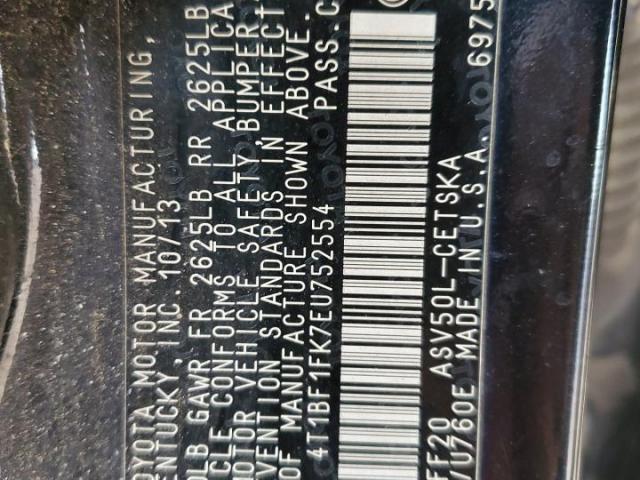 TOYOTA MOTOR MANUFACTURING,
KENTUCKY, INC. 10/13
LB GAWR FR 2625LB RR 2625LB
CLE CONFORMS TO ALL APPLICA
OTOR VEHICLE SAFETY, BUMPER,
VENTION STANDARDS IN EFFECT
OF MANUFACTURE SHOWN ABOVE.
4T1BF1FK7EU752554 PASS.C
FF20 ASV50L-CETSKA
/U760E MADE IN U.S.A. 6975